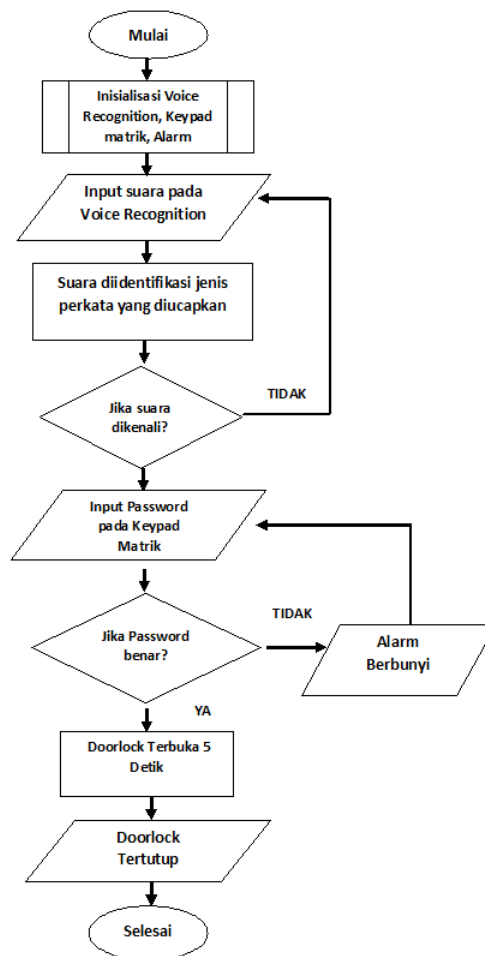 Mulai
Inisialisasi Voice
Recognition, Keypad
matrik, Alarm
Input suara pada
Voice Recognition
Suara diidentifikasi jenis
perkata yang diucapkan
TIDAK
Jika suara
dikenali?
Input Password
pada Keypad
Matrik
TIDAK
Jika Password
benar?
Alarm
Berbunyi
YA
Doorlock Terbuka 5
Detik
Doorlock
Tertutup
Selesai